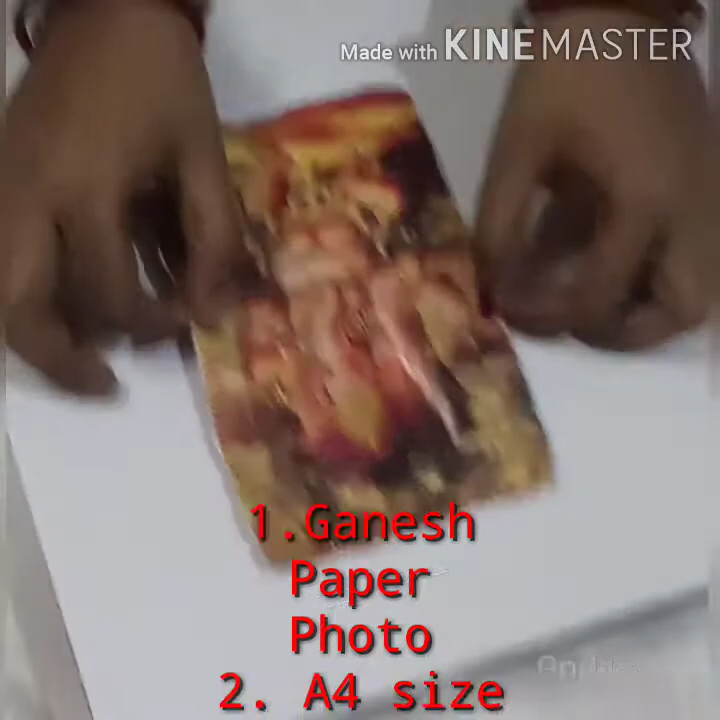 Made with KINEMASTER
1.Ganesh
Paper
Photo
2. A4 size